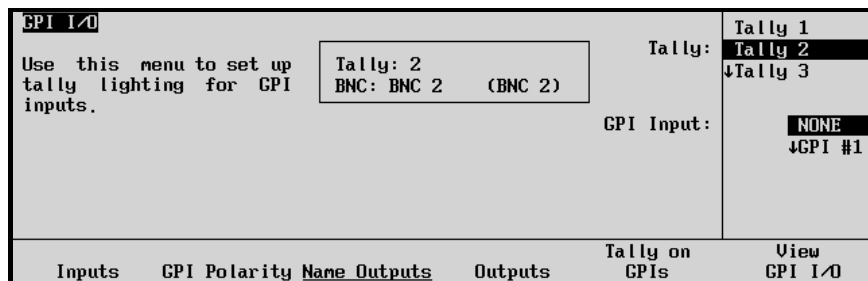 GPI I/O
Use this menu to set up
tally lighting for GPI
inputs.
Tally: 2
BNC: BNC 2 (BNC 2)
Tally:
Tally 1
Tally 2
↓Tally 3
GPI Input:
NONE
↓GPI #1
Inputs
GPI Polarity
Name Outputs
Outputs
Tally on
GPIs
View
GPI I/O